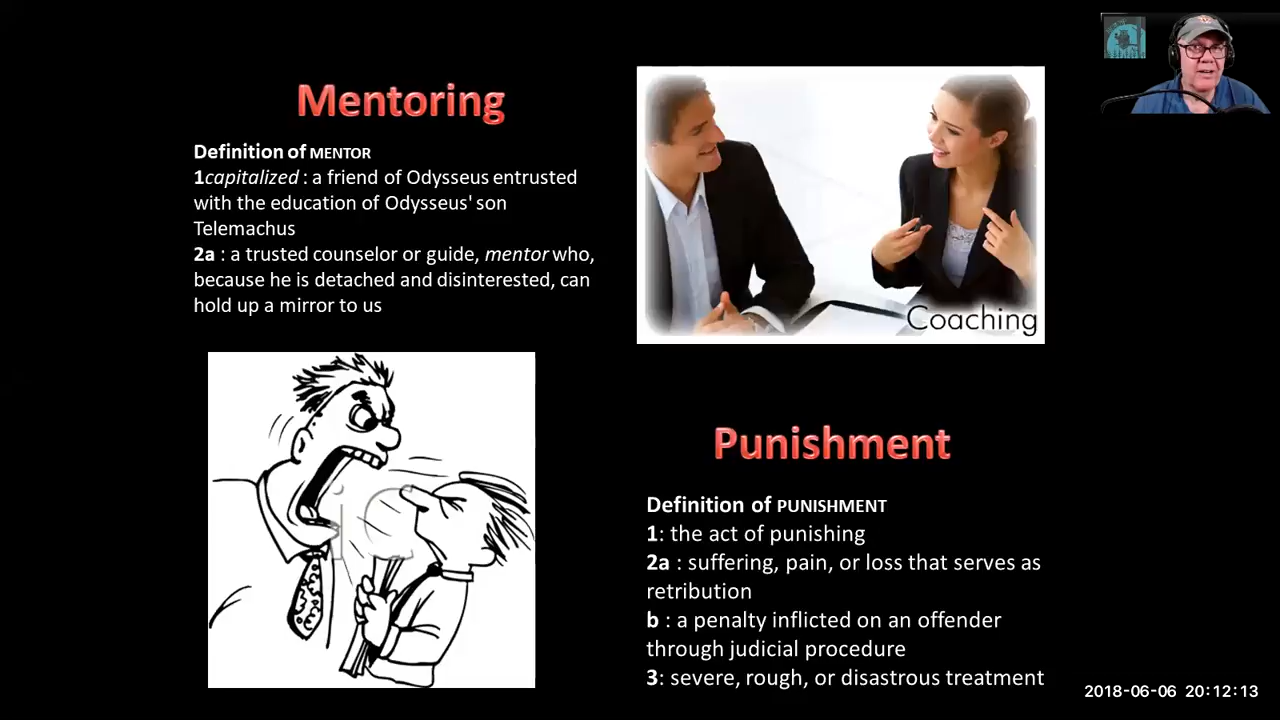 Mentoring
Definition of MENTOR
1capitalized : a friend of Odysseus entrusted
with the education of Odysseus' son
Telemachus
2a : a trusted counselor or guide, mentor who,
because he is detached and disinterested, can
hold up a mirror to us
Coaching
Punishment
Definition of PUNISHMENT
1: the act of punishing
2a : suffering, pain, or loss that serves as
retribution
b : a penalty inflicted on an offender
through judicial procedure
3: severe, rough, or disastrous treatment
2018-06-06 20:12:13